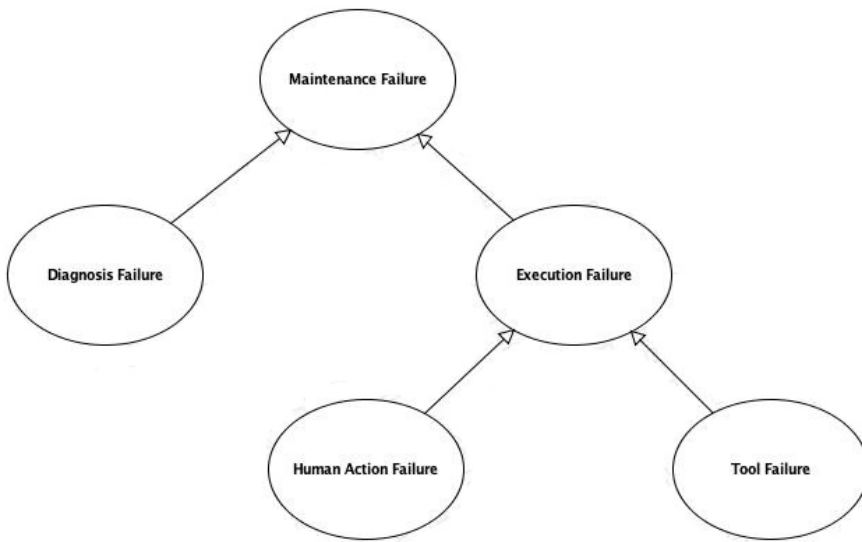 Maintenance Failure
Diagnosis Failure
Execution Failure
Human Action Failure
Tool Failure